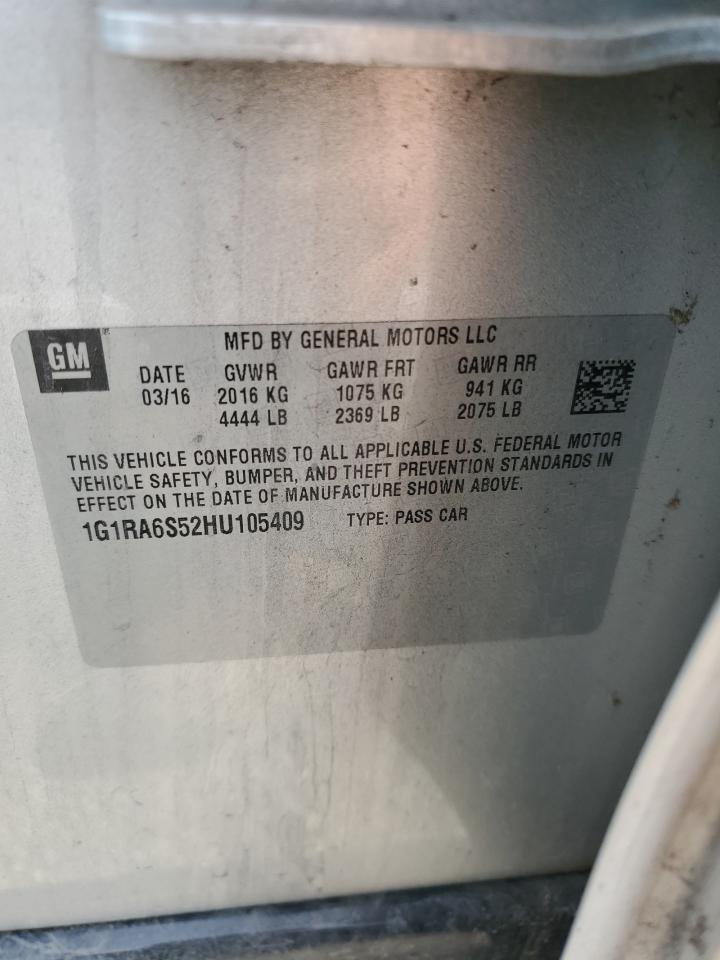 GM
MFD BY GENERAL MOTORS LLC
DATE GVWR GAWR FRT GAWR RR
03/16 2016 KG 1075 KG 941 KG
4444 LB 2369 LB 2075 LB
THIS VEHICLE CONFORMS TO ALL APPLICABLE U.S. FEDERAL MOTOR
VEHICLE SAFETY, BUMPER, AND THEFT PREVENTION STANDARDS IN
EFFECT ON THE DATE OF MANUFACTURE SHOWN ABOVE.
1G1RA6S52HU105409 TYPE: PASS CAR